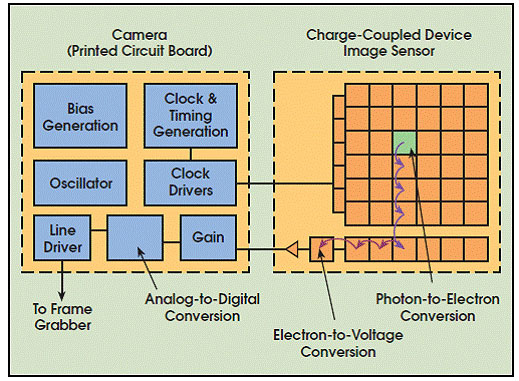 Camera
(Printed Circuit Board)
Charge-Coupled Device
Image Sensor
Bias
Generation
Clock &
Timing
Generation
Oscillator
Clock
Drivers
Line
Driver
Gain
To Frame
Grabber
Analog-to-Digital
Conversion
Photon-to-Electron
Conversion
Electron-to-Voltage
Conversion